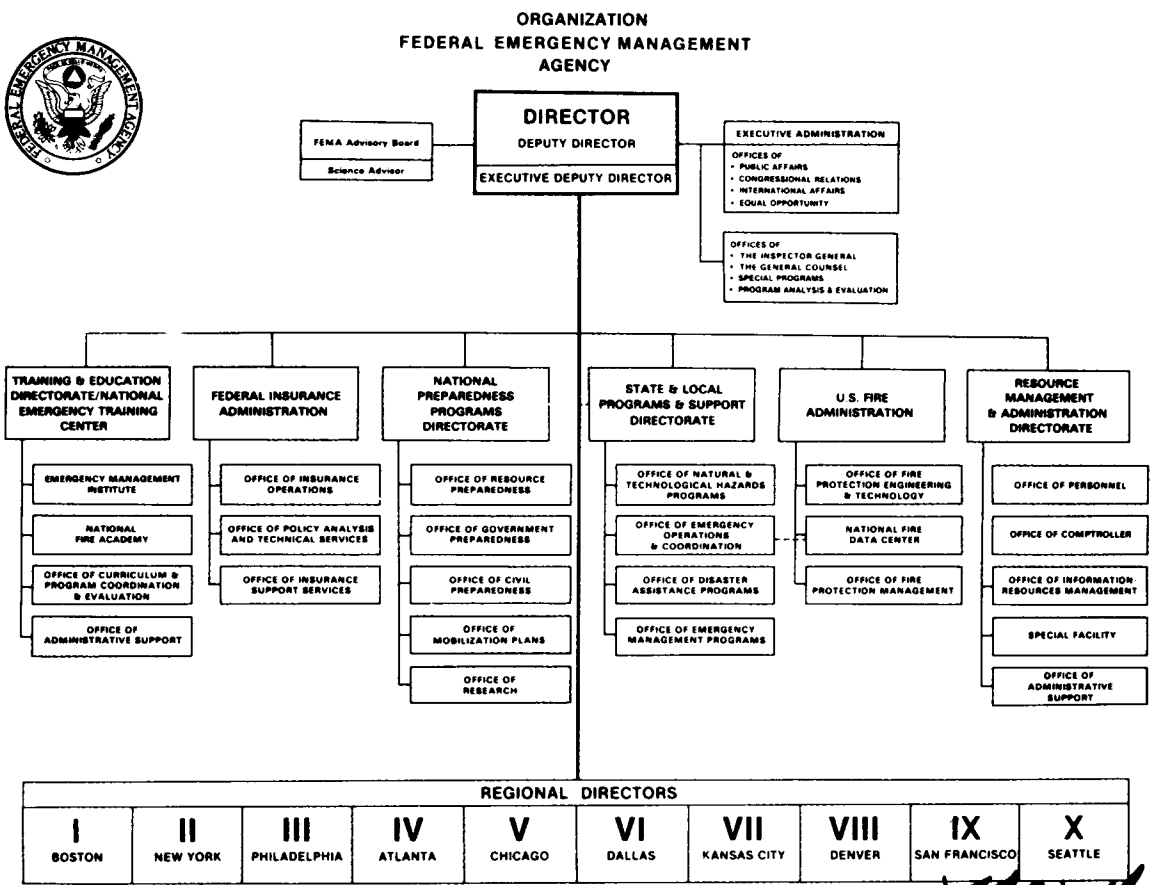 ORGANIZATION
FEDERAL EMERGENCY MANAGEMENT
AGENCY
FEDERAL EMERGENCY MANAGEMENT AGENCY
DIRECTOR
DEPUTY DIRECTOR
EXECUTIVE DEPUTY DIRECTOR
FEMA Advisory Board
Science Advisor
EXECUTIVE ADMINISTRATION
OFFICES OF
• PUBLIC AFFAIRS
• CONGRESSIONAL RELATIONS
• INTERNATIONAL AFFAIRS
• EQUAL OPPORTUNITY
OFFICES OF
• THE INSPECTOR GENERAL
• THE GENERAL COUNSEL
• SPECIAL PROGRAMS
• PROGRAM ANALYSIS & EVALUATION
TRAINING & EDUCATION
DIRECTORATE/NATIONAL
EMERGENCY TRAINING
CENTER
EMERGENCY MANAGEMENT
INSTITUTE
NATIONAL
FIRE ACADEMY
OFFICE OF CURRICULUM &
PROGRAM COORDINATION
& EVALUATION
OFFICE OF
ADMINISTRATIVE SUPPORT
FEDERAL INSURANCE
ADMINISTRATION
OFFICE OF INSURANCE
OPERATIONS
OFFICE OF POLICY ANALYSIS
AND TECHNICAL SERVICES
OFFICE OF INSURANCE
SUPPORT SERVICES
NATIONAL
PREPAREDNESS
PROGRAMS
DIRECTORATE
OFFICE OF RESOURCE
PREPAREDNESS
OFFICE OF GOVERNMENT
PREPAREDNESS
OFFICE OF CIVIL
PREPAREDNESS
OFFICE OF
MOBILIZATION PLANS
OFFICE OF
RESEARCH
STATE & LOCAL
PROGRAMS & SUPPORT
DIRECTORATE
OFFICE OF NATURAL &
TECHNOLOGICAL HAZARDS
PROGRAMS
OFFICE OF EMERGENCY
OPERATIONS
& COORDINATION
OFFICE OF DISASTER
ASSISTANCE PROGRAMS
OFFICE OF EMERGENCY
MANAGEMENT PROGRAMS
U.S. FIRE
ADMINISTRATION
OFFICE OF FIRE
PROTECTION ENGINEERING
& TECHNOLOGY
NATIONAL FIRE
DATA CENTER
OFFICE OF FIRE
PROTECTION MANAGEMENT
RESOURCE
MANAGEMENT
& ADMINISTRATION
DIRECTORATE
OFFICE OF PERSONNEL
OFFICE OF COMPTROLLER
OFFICE OF INFORMATION
RESOURCES MANAGEMENT
SPECIAL FACILITY
OFFICE OF
ADMINISTRATIVE
SUPPORT
REGIONAL DIRECTORS
I
BOSTON
II
NEW YORK
III
PHILADELPHIA
IV
ATLANTA
V
CHICAGO
VI
DALLAS
VII
KANSAS CITY
VIII
DENVER
IX
SAN FRANCISCO
X
SEATTLE